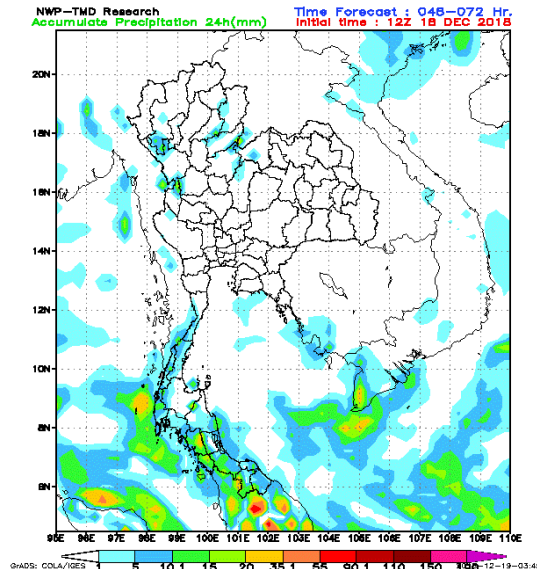 NWP-TMD Research
Time Forecast : 048-072 Hr.
Accumulate Precipitation 24h(mm)
Initial time : 12Z 18 DEC 2018
20N
18N
16N
14N
12N
10N
8N
6N
95E 96E 97E 98E 99E 100E 101E 102E 103E 104E 105E 106E 107E 108E 109E 110E
GrADS: COLA/IGES
1 5 10.1 15 20 35.1 55 90.1 110 150